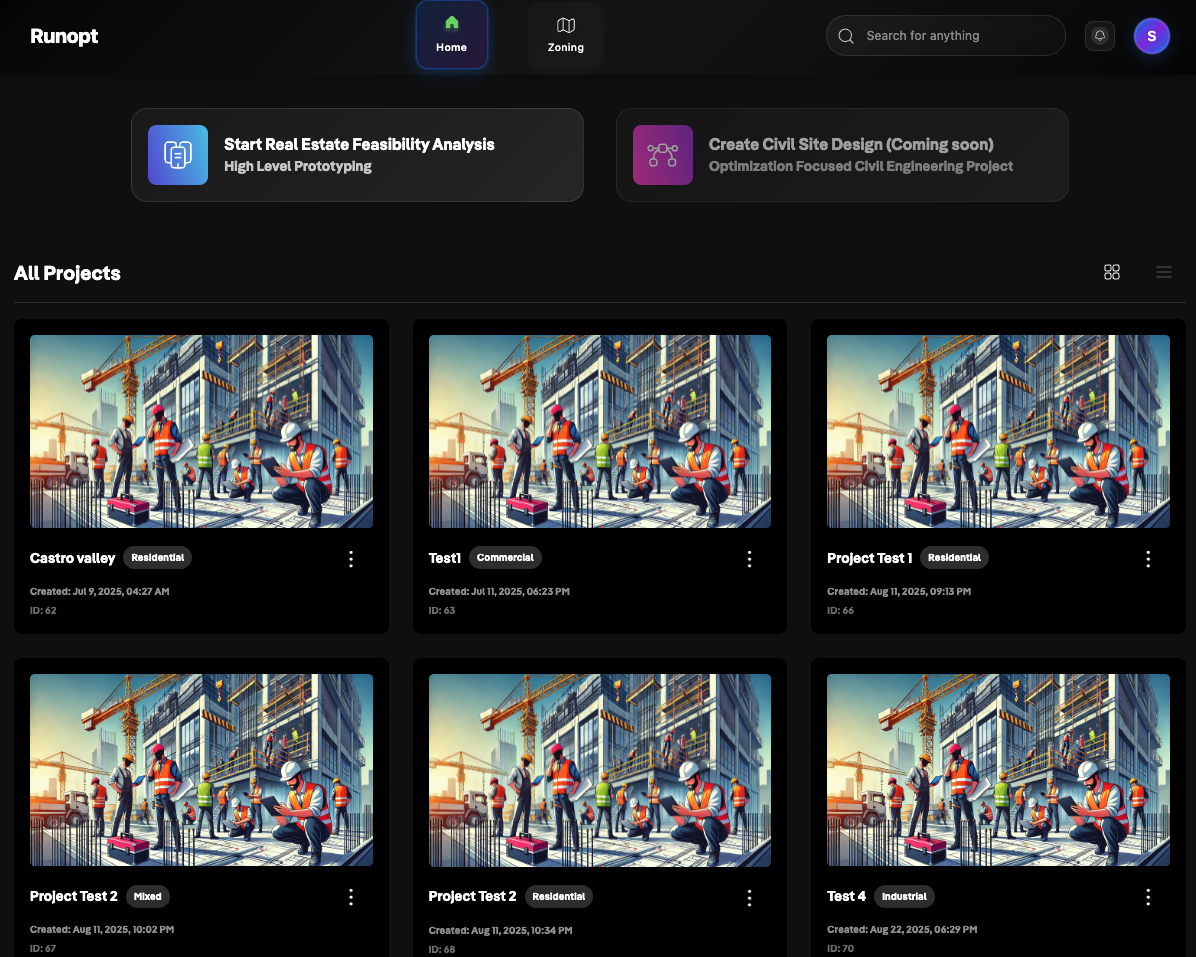 Runopt
Home
Zoning
Search for anything
S
Start Real Estate Feasibility Analysis
High Level Prototyping
Create Civil Site Design (Coming soon)
Optimization Focused Civil Engineering Project
All Projects
Castro valley Residential
Created: Jul 9, 2025, 04:27 AM
ID: 62
Test1 Commercial
Created: Jul 11, 2025, 06:23 PM
ID: 63
Project Test 1 Residential
Created: Aug 11, 2025, 09:13 PM
ID: 66
Project Test 2 Mixed
Created: Aug 11, 2025, 10:02 PM
ID: 67
Project Test 2 Residential
Created: Aug 11, 2025, 10:34 PM
ID: 68
Test 4 Industrial
Created: Aug 22, 2025, 06:29 PM
ID: 70